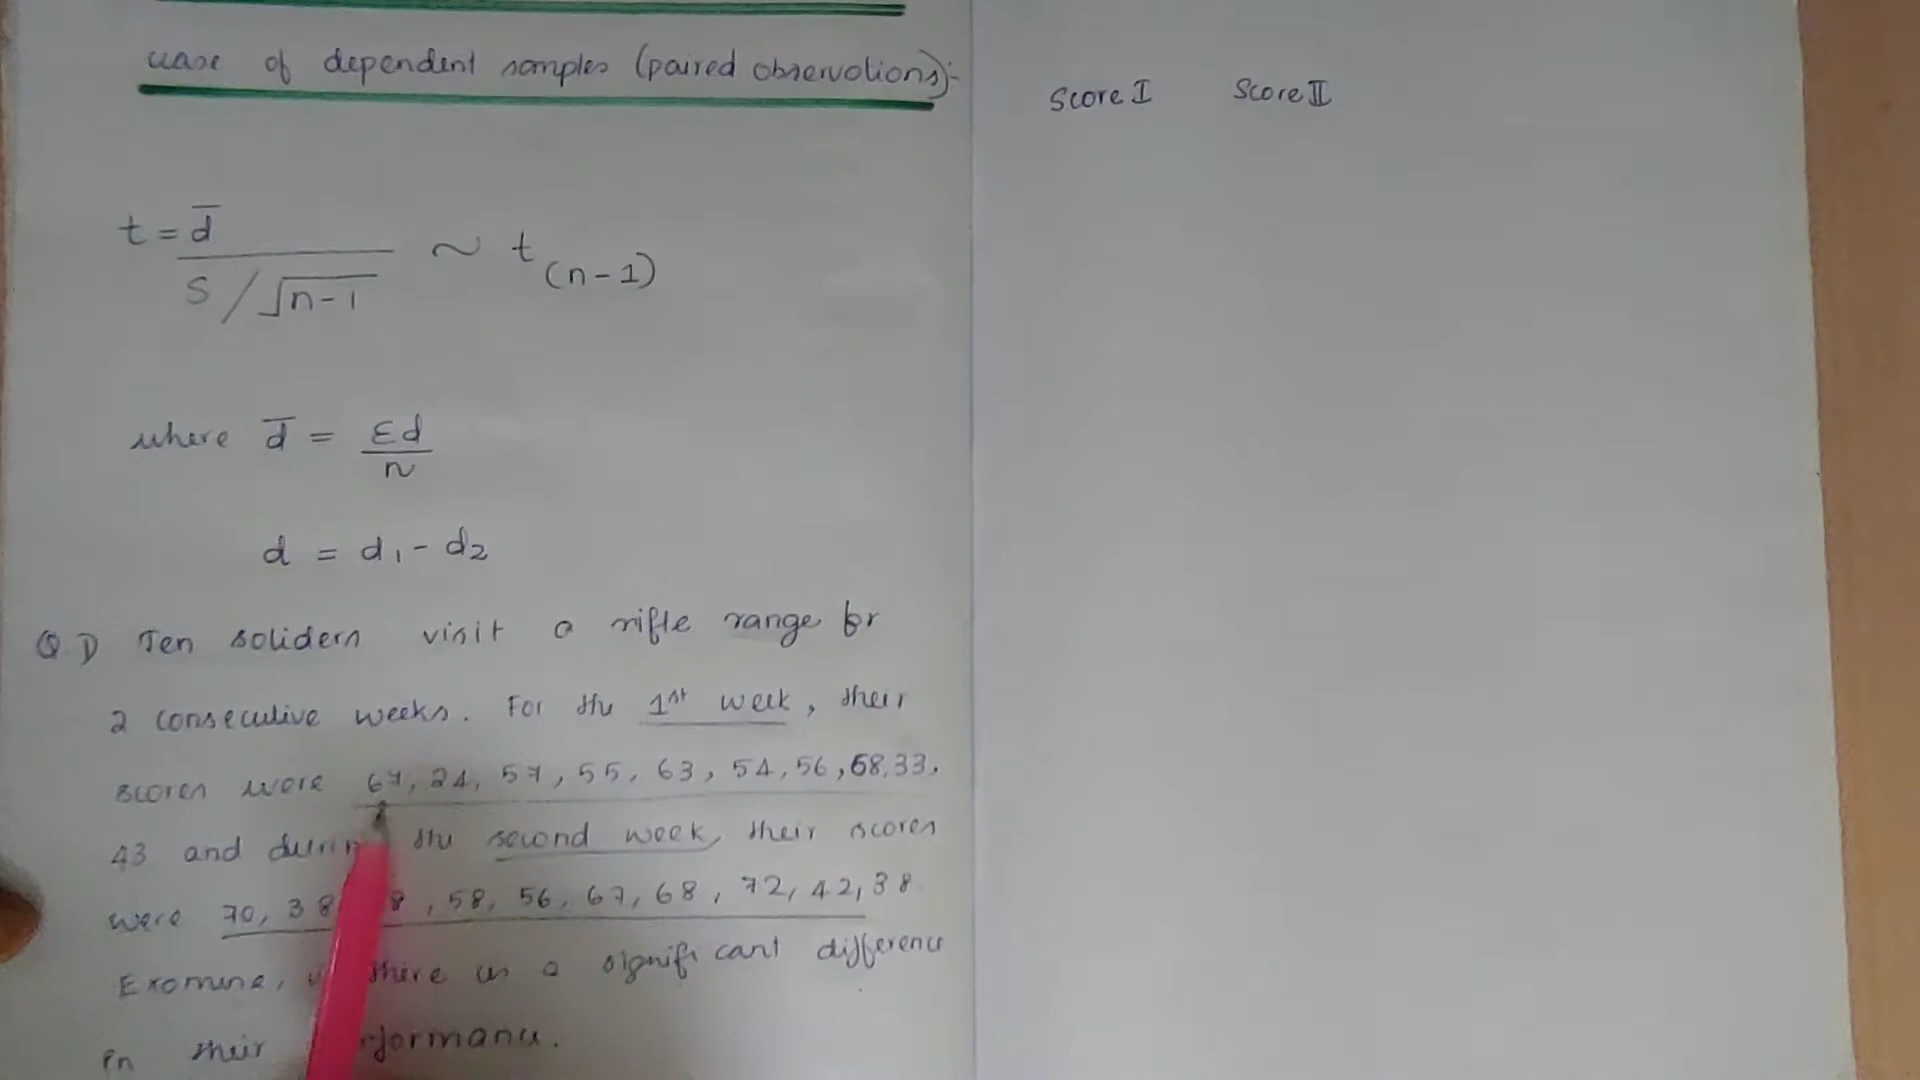 case of dependent samples (paired observations):-
t = d̅ / S/√n-1 ~ t(n-1)
where d̅ = Σd / n
d = d₁ - d₂
Q.1) Ten soliders visit a rifle range for
2 consecutive weeks. For the 1st week, their
scores were 67, 24, 57, 55, 63, 54, 56, 68, 33,
43 and during the second week, their scores
were 70, 38, 58, 56, 67, 68, 72, 42, 38
Examine, there is a significant difference
in their
Score I Score II